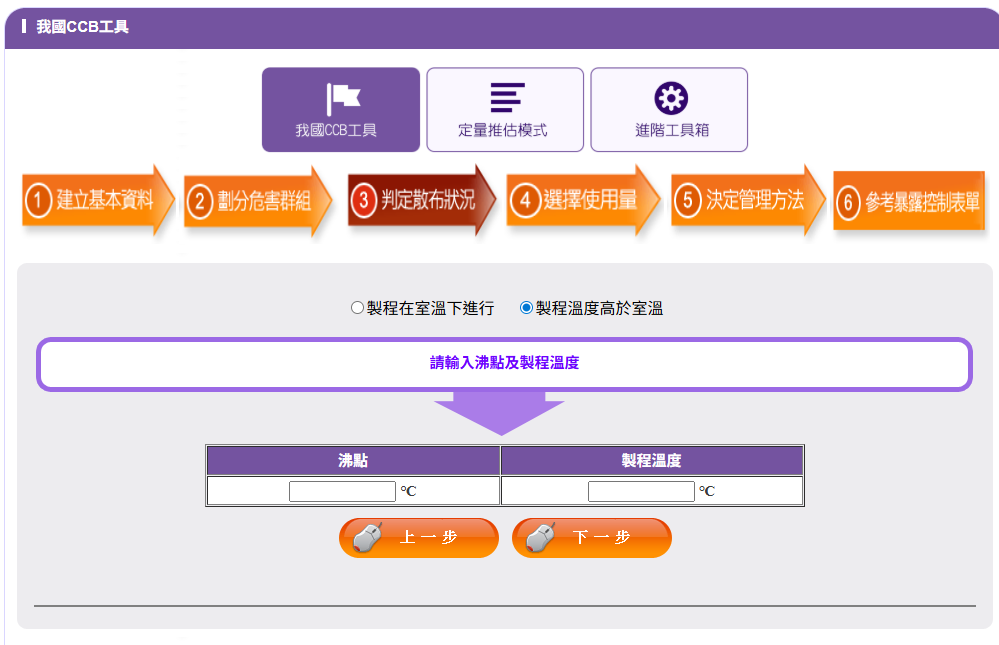 我國CCB工具
我國CCB工具 定量推估模式 進階工具箱
1 建立基本資料 2 劃分危害群組 3 判定散布狀況 4 選擇使用量 5 決定管理方法 6 參考暴露控制表單
製程在室溫下進行 製程溫度高於室溫
請輸入沸點及製程溫度
沸點 製程溫度
°C °C
上一步 下一步